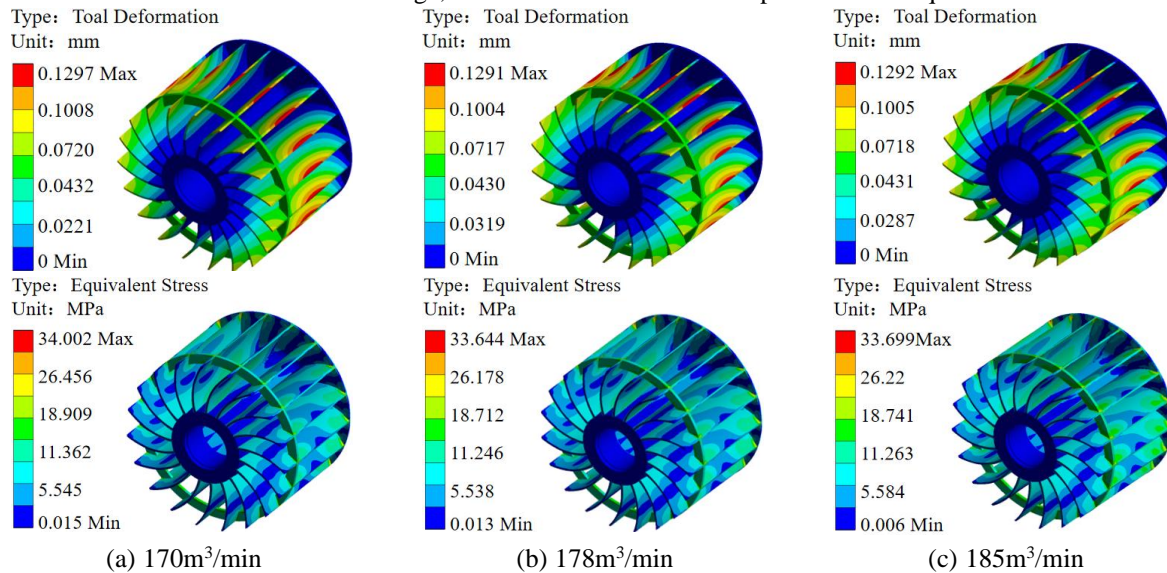 Type: Toal Deformation
Unit: mm
0.1297 Max
0.1008
0.0720
0.0432
0.0221
0 Min
Type: Toal Deformation
Unit: mm
0.1291 Max
0.1004
0.0717
0.0430
0.0319
0 Min
Type: Toal Deformation
Unit: mm
0.1292 Max
0.1005
0.0718
0.0431
0.0287
0 Min
Type: Equivalent Stress
Unit: MPa
34.002 Max
26.456
18.909
11.362
5.545
0.015 Min
Type: Equivalent Stress
Unit: MPa
33.644 Max
26.178
18.712
11.246
5.538
0.013 Min
Type: Equivalent Stress
Unit: MPa
33.699Max
26.22
18.741
11.263
5.584
0.006 Min
(a) 170m³/min
(b) 178m³/min
(c) 185m³/min